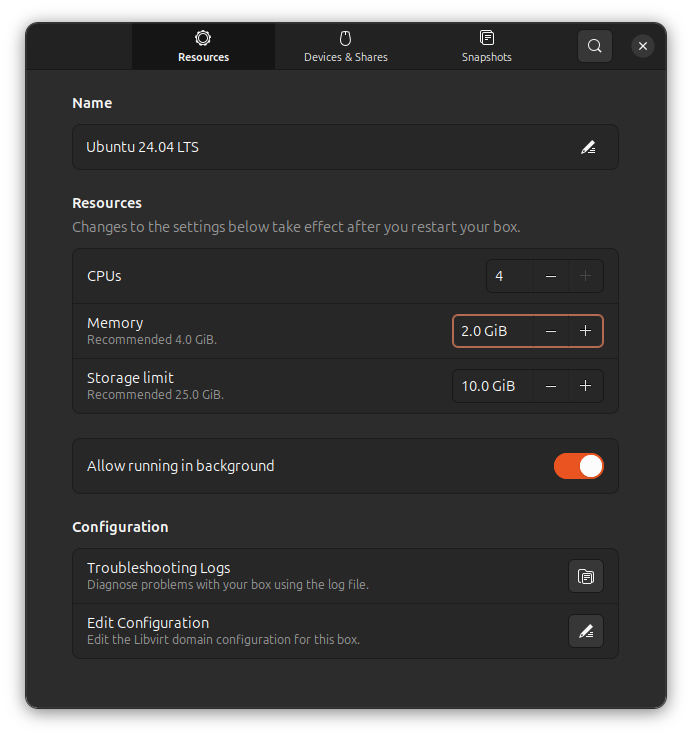 Resources
Devices & Shares
Snapshots
Name
Ubuntu 24.04 LTS
Resources
Changes to the settings below take effect after you restart your box.
CPUs
4
Memory
Recommended 4.0 GiB.
2.0 GiB
Storage limit
Recommended 25.0 GiB.
10.0 GiB
Allow running in background
Configuration
Troubleshooting Logs
Diagnose problems with your box using the log file.
Edit Configuration
Edit the Libvirt domain configuration for this box.